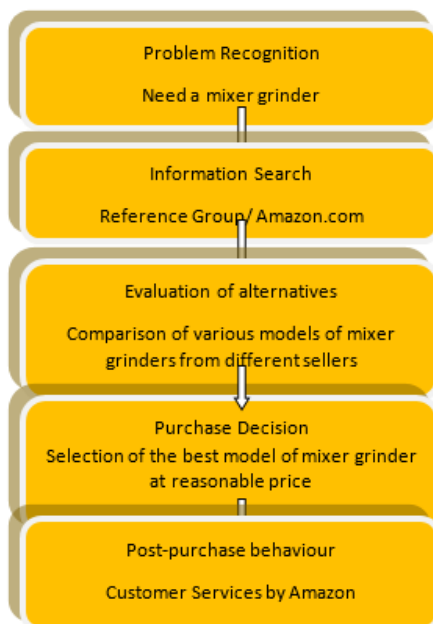 Problem Recognition
Need a mixer grinder
Information Search
Reference Group/ Amazon.com
Evaluation of alternatives
Comparison of various models of mixer
grinders from different sellers
Purchase Decision
Selection of the best model of mixer grinder
at reasonable price
Post-purchase behaviour
Customer Services by Amazon